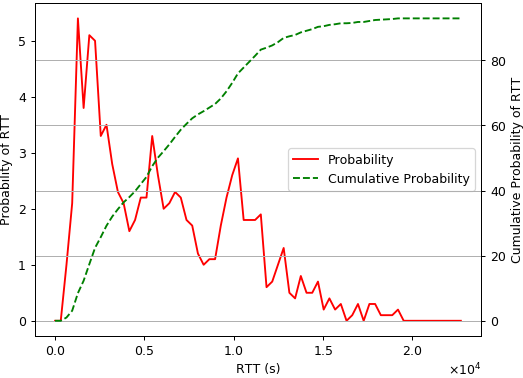 5
4
3
2
1
0
80
60
40
20
0
Probability of RTT
Cumulative Probability of RTT
Probability
Cumulative Probability
0.0 0.5 1.0 1.5 2.0
RTT (s)
×10⁴